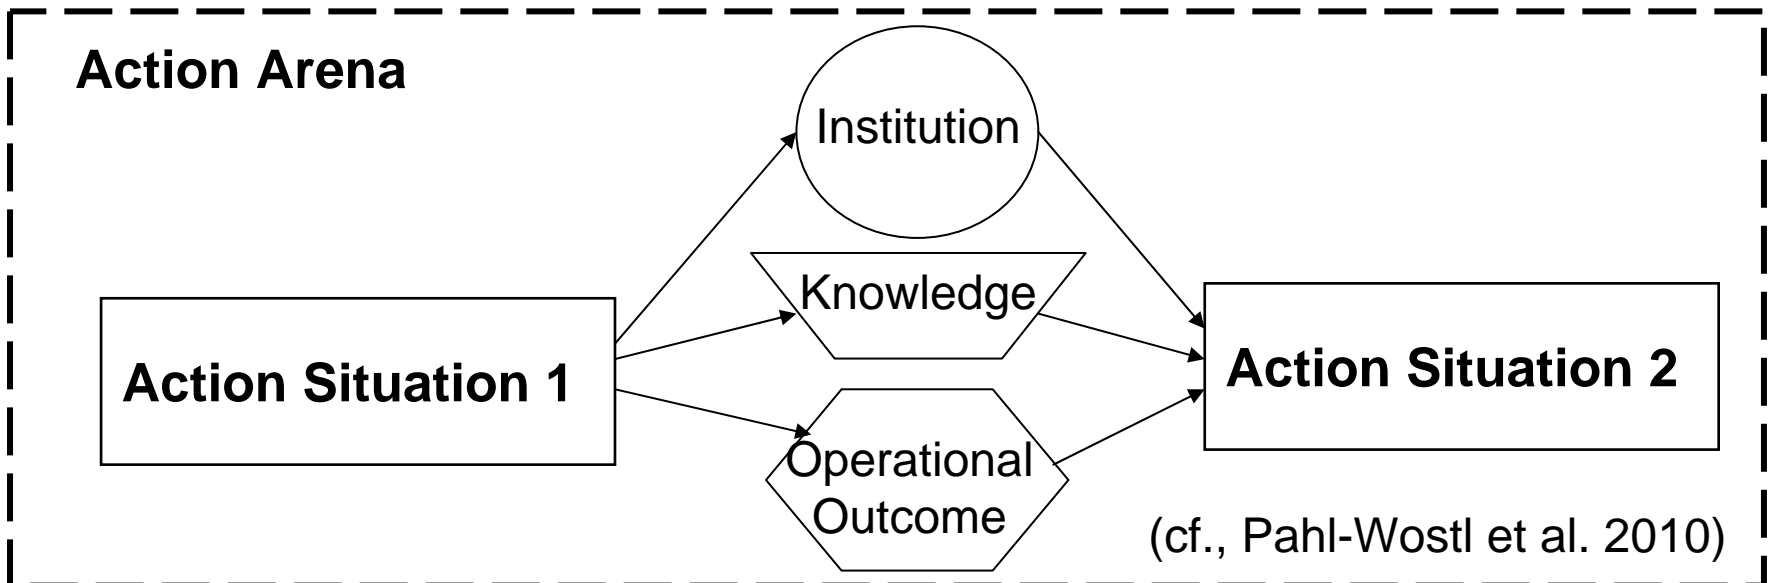 Action Arena
Institution
Knowledge
Action Situation 1
Action Situation 2
Operational
Outcome
(cf., Pahl-Wostl et al. 2010)